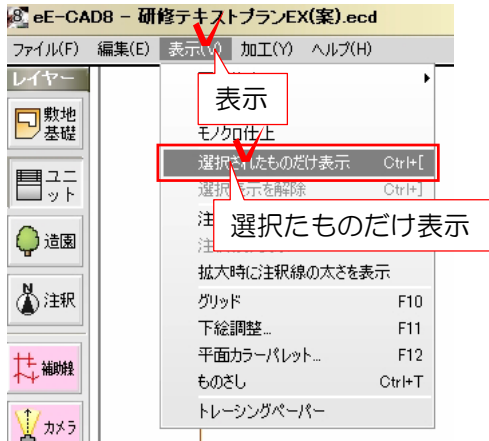 eE-CAD8 - 研修テキストプランEX(案).ecd
ファイル(F) 編集(E) 表示(V) 加工(Y) ヘルプ(H)
レイヤー
表示
敷地
基礎
モノクロ仕上
選択されたものだけ表示 Ctrl+[
ユニ
ット
選択表示を解除 Ctrl+]
選択たものだけ表示
造園
拡大時に注釈線の太さを表示
注釈
グリッド F10
下絵調整... F11
平面カラーパレット... F12
補助線
ものさし Ctrl+T
トレーシングペーパー
カメラ